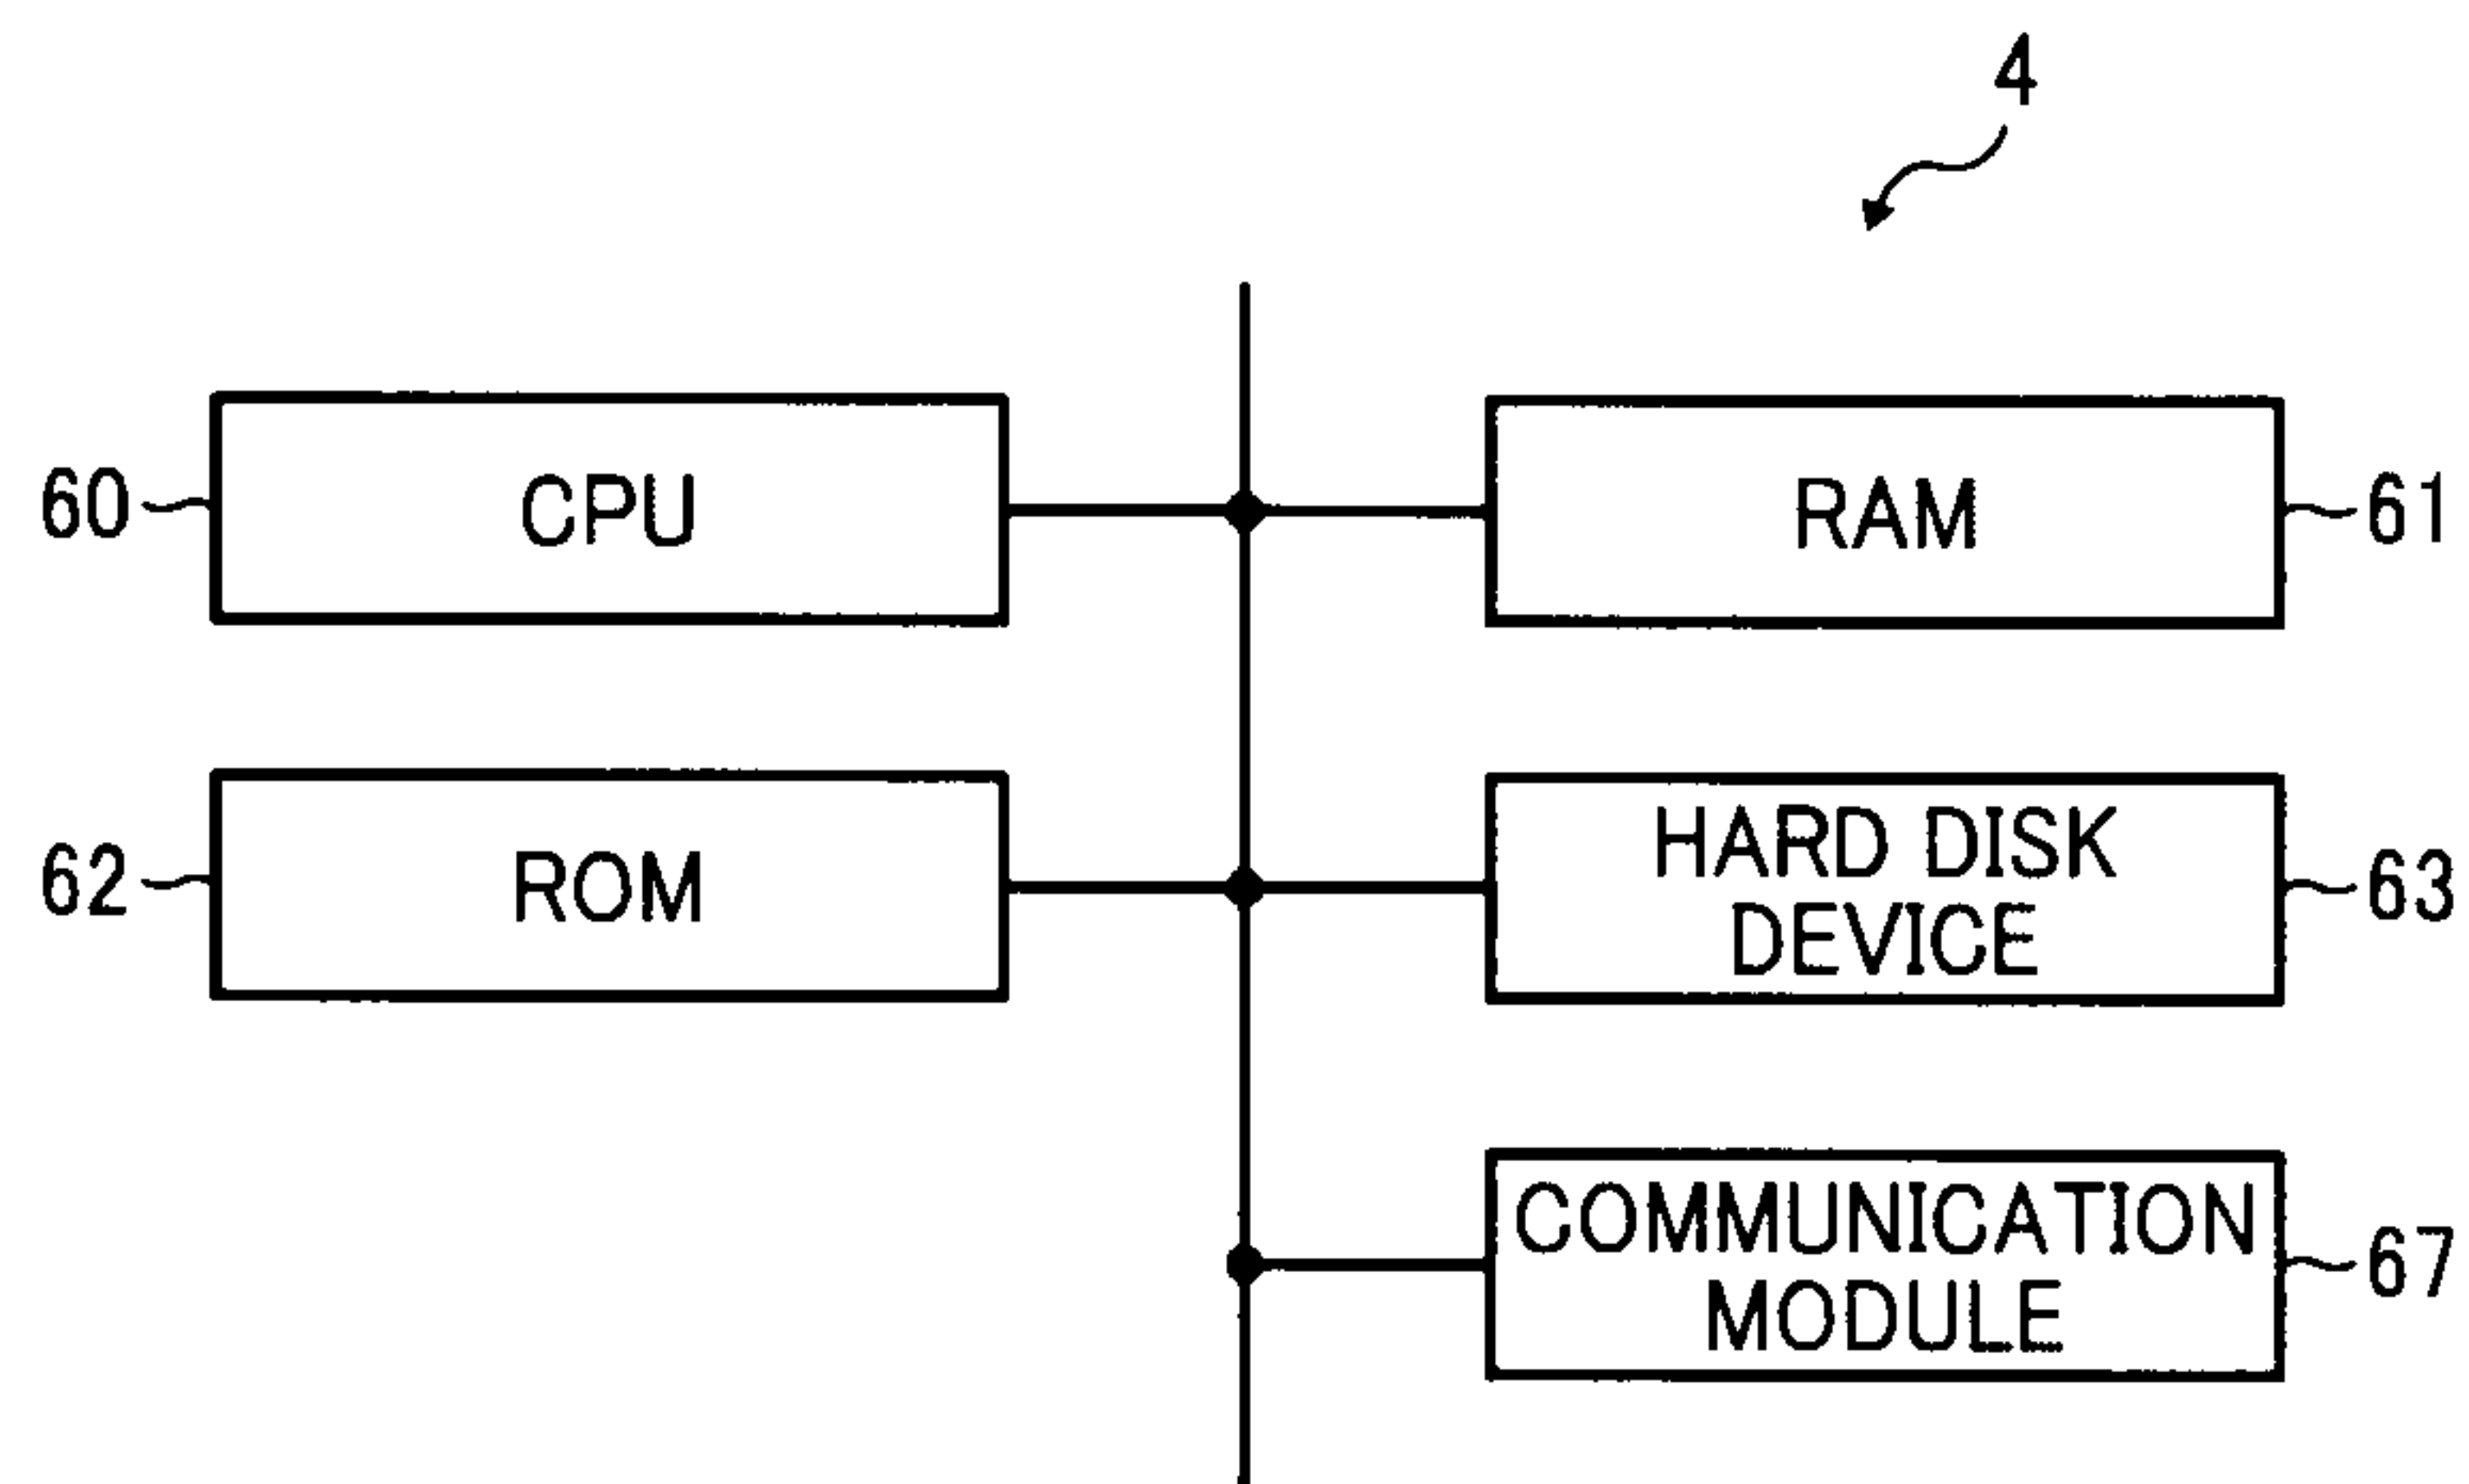 4
60 CPU RAM 61
62 ROM HARD DISK 63
DEVICE
COMMUNICATION 67
MODULE